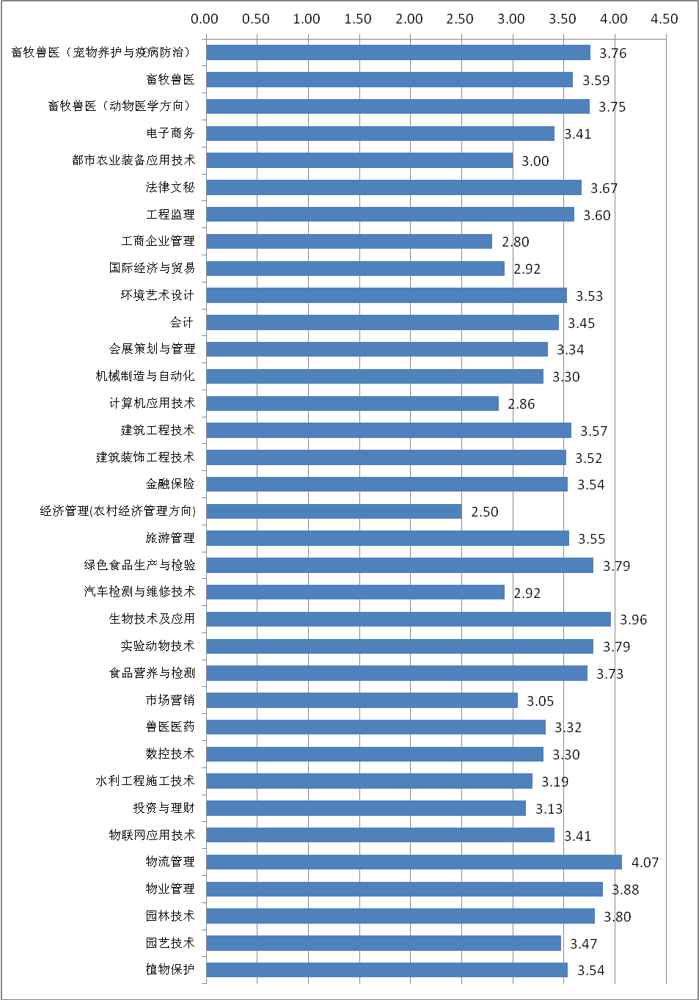 0.00 0.50 1.00 1.50 2.00 2.50 3.00 3.50 4.00 4.50
畜牧兽医（宠物养护与疫病防治） 3.76
畜牧兽医 3.59
畜牧兽医（动物医学方向） 3.75
电子商务 3.41
都市农业装备应用技术 3.00
法律文秘 3.67
工程监理 3.60
工商企业管理 2.80
国际经济与贸易 2.92
环境艺术设计 3.53
会计 3.45
会展策划与管理 3.34
机械制造与自动化 3.30
计算机应用技术 2.86
建筑工程技术 3.57
建筑装饰工程技术 3.52
金融保险 3.54
经济管理(农村经济管理方向) 2.50
旅游管理 3.55
绿色食品生产与检验 3.79
汽车检测与维修技术 2.92
生物技术及应用 3.96
实验动物技术 3.79
食品营养与检测 3.73
市场营销 3.05
兽医医药 3.32
数控技术 3.30
水利工程施工技术 3.19
投资与理财 3.13
物联网应用技术 3.41
物流管理 4.07
物业管理 3.88
园林技术 3.80
园艺技术 3.47
植物保护 3.54